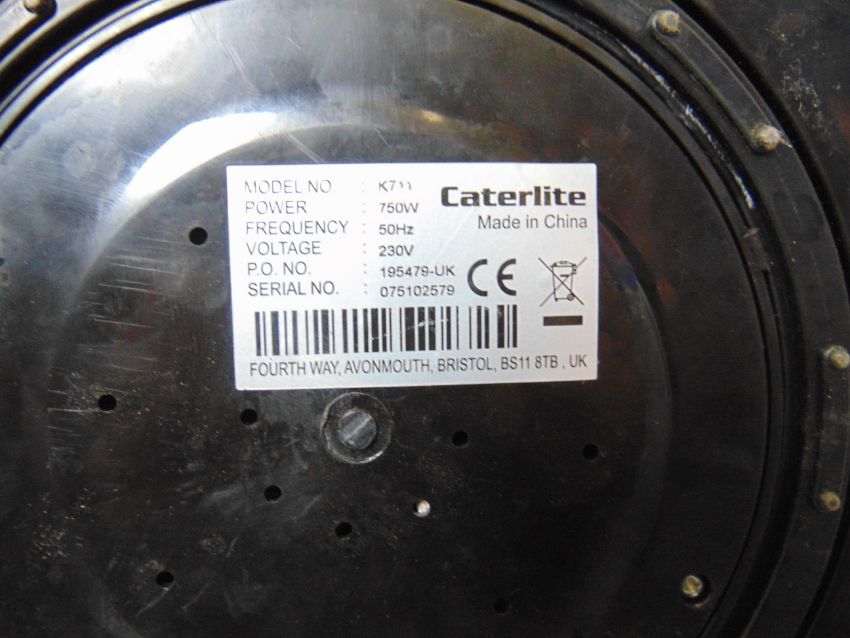 MODEL NO :
POWER : 750W
FREQUENCY : 50Hz
VOLTAGE : 230V
P.O. NO. : 195479-UK
SERIAL NO. : 075102579
Caterlite
Made in China
CE
FOURTH WAY, AVONMOUTH, BRISTOL, BS11 8TB , UK